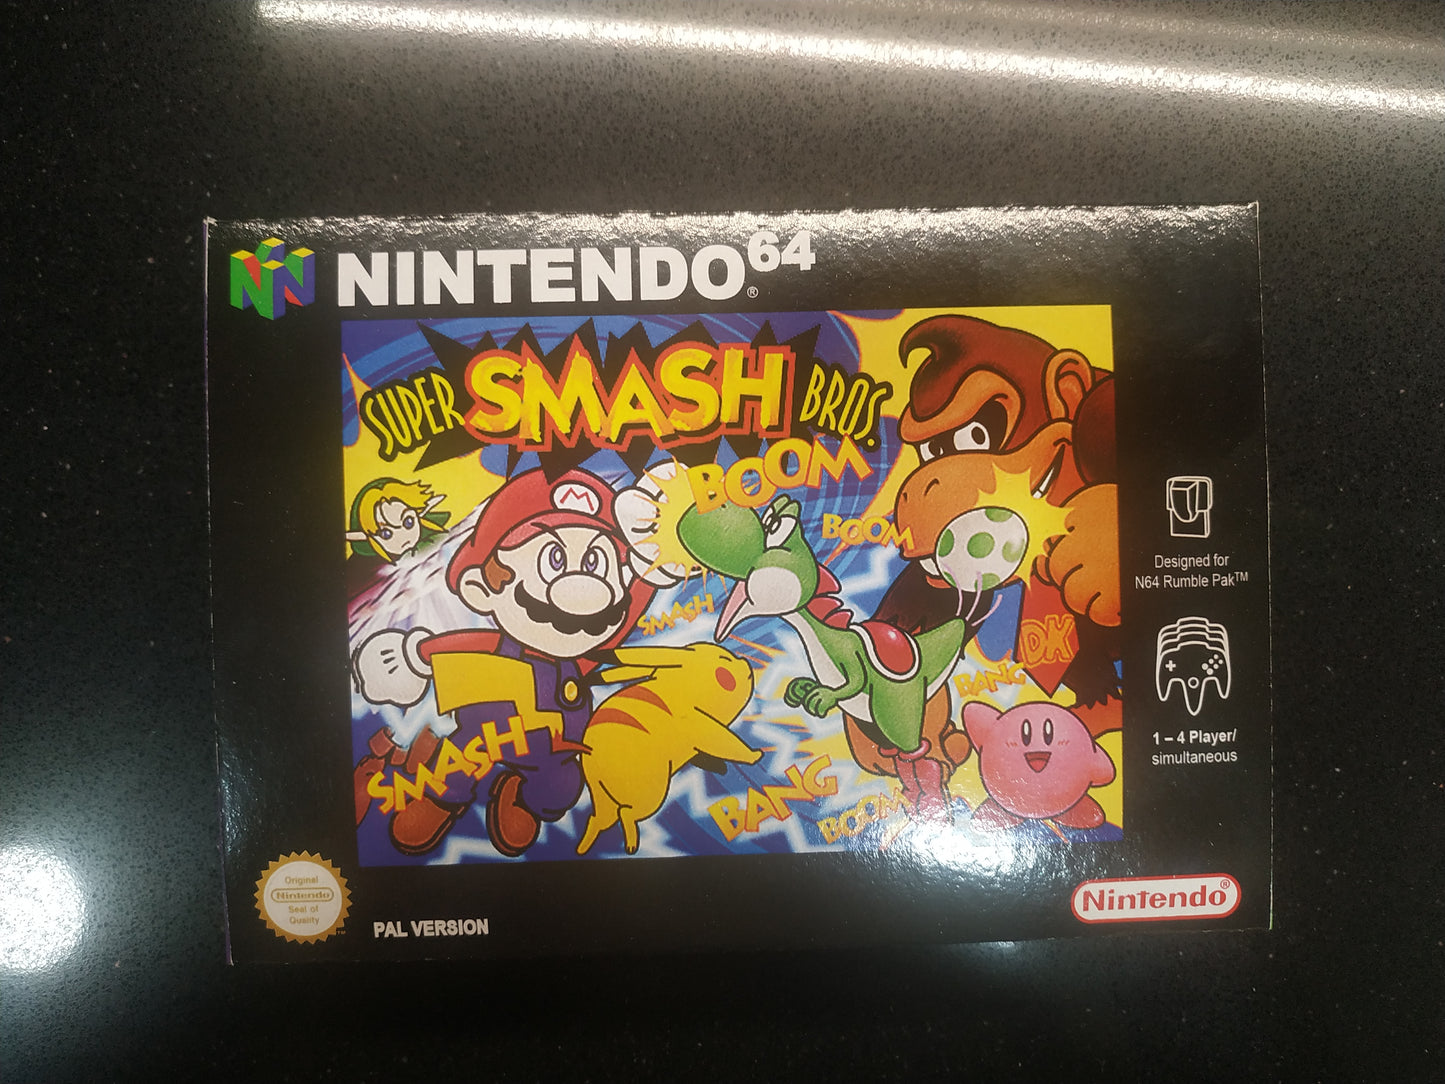 NINTENDO64®
SUPER SMASH BROS.
BOOM
BOOM
SMASH
DK
BANG
SMASH
BANG
BOOM
M
Designed for
N64 Rumble Pak™
1 – 4 Player/
simultaneous
Original
Nintendo
Seal of
Quality
™
PAL VERSION
Nintendo®